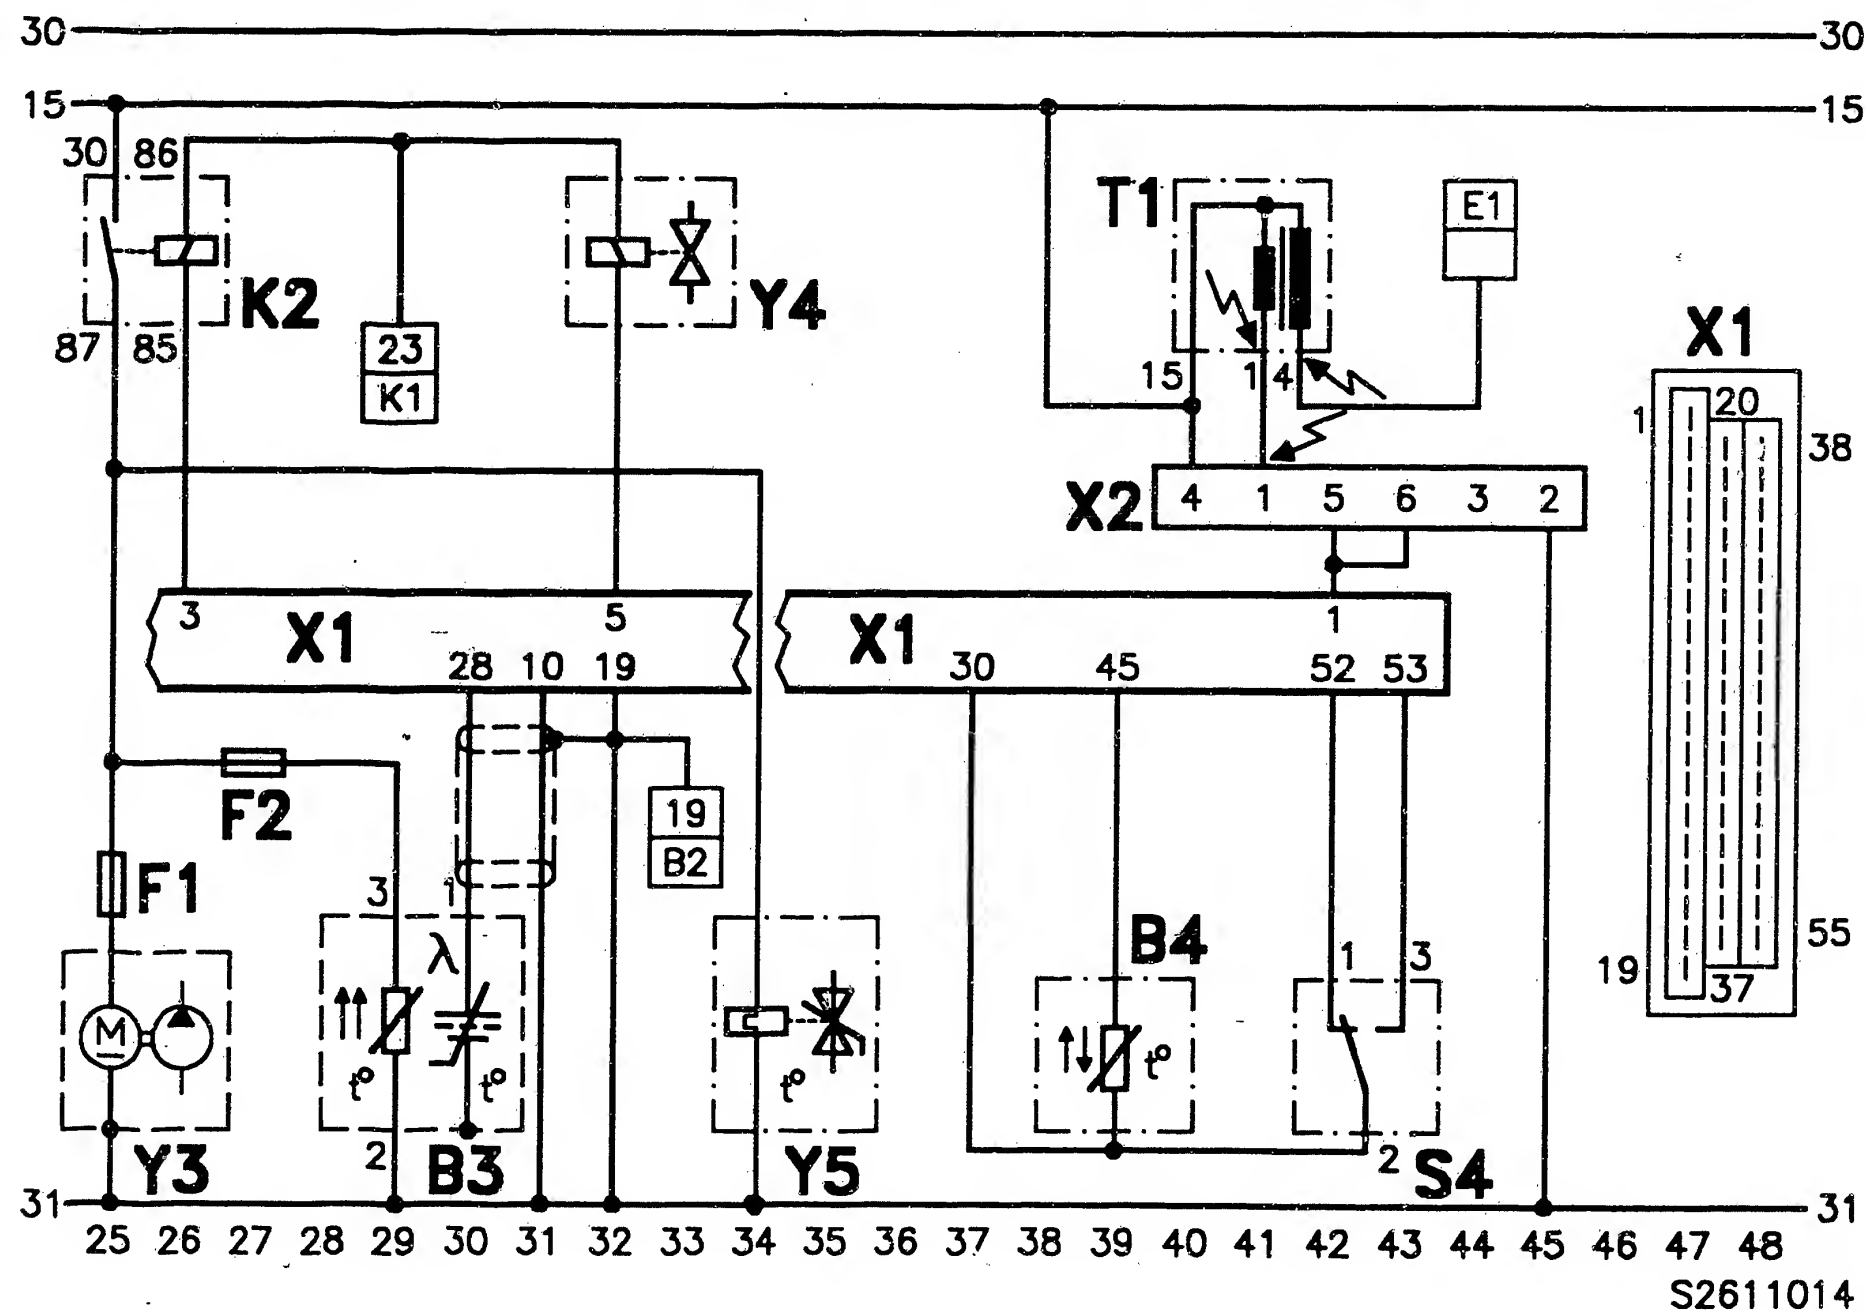 30 30
15 15
30 86
T1 E1
K2 Y4
87 85 23 X1
K1 15 1 4
1 20
38
X2 4 1 5 6 3 2
3 X1 5 X1 1
28 10 19 30 45 52 53
F2 19
B2
F1 3 1
λ B4 1 3 55
19 37
M
t° t° t° t°
Y3 2 B3 Y5 2 S4
31 31
25 26 27 28 29 30 31 32 33 34 35 36 37 38 39 40 41 42 43 44 45 46 47 48
S2611014